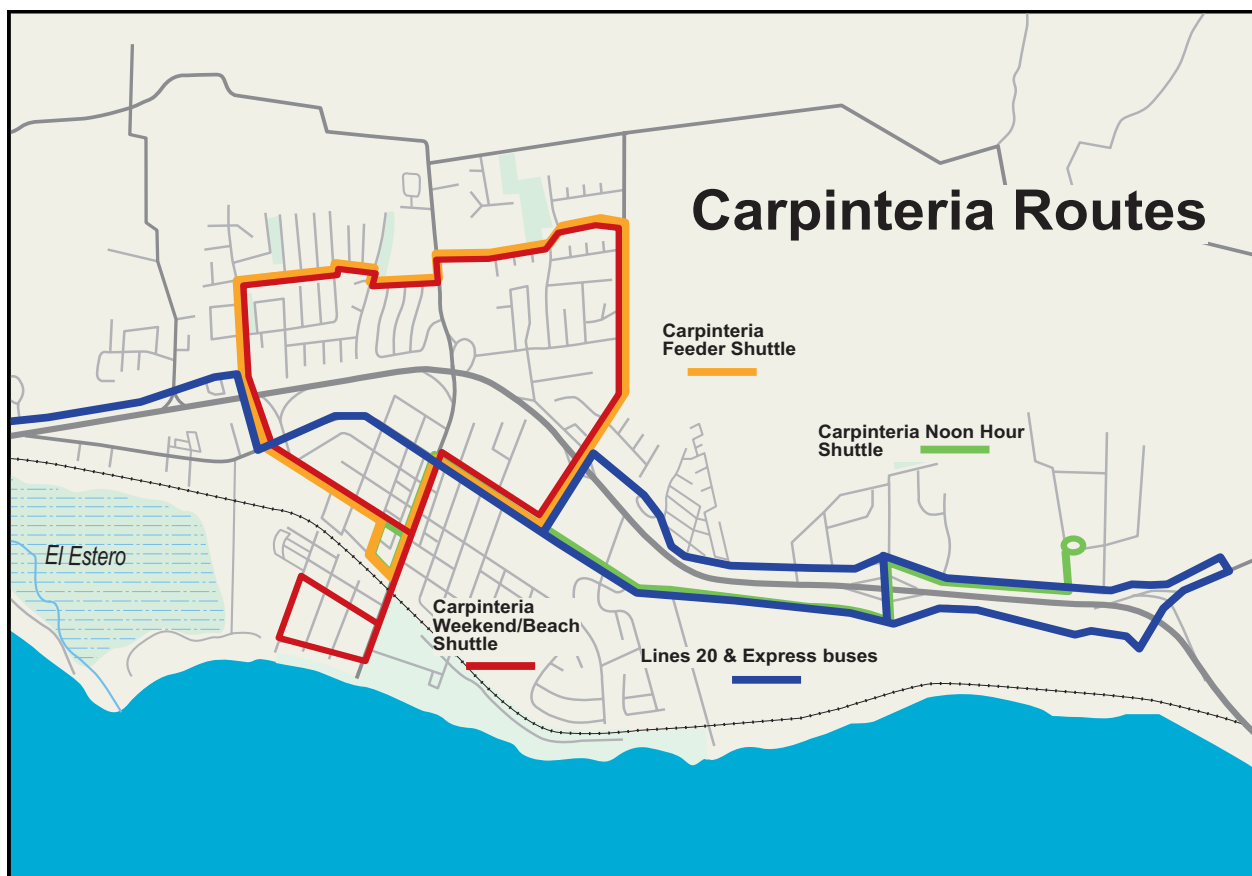 Carpinteria Routes
Carpinteria
Feeder Shuttle
Carpinteria Noon Hour
Shuttle
El Estero
Carpinteria
Weekend/Beach
Shuttle
Lines 20 & Express buses